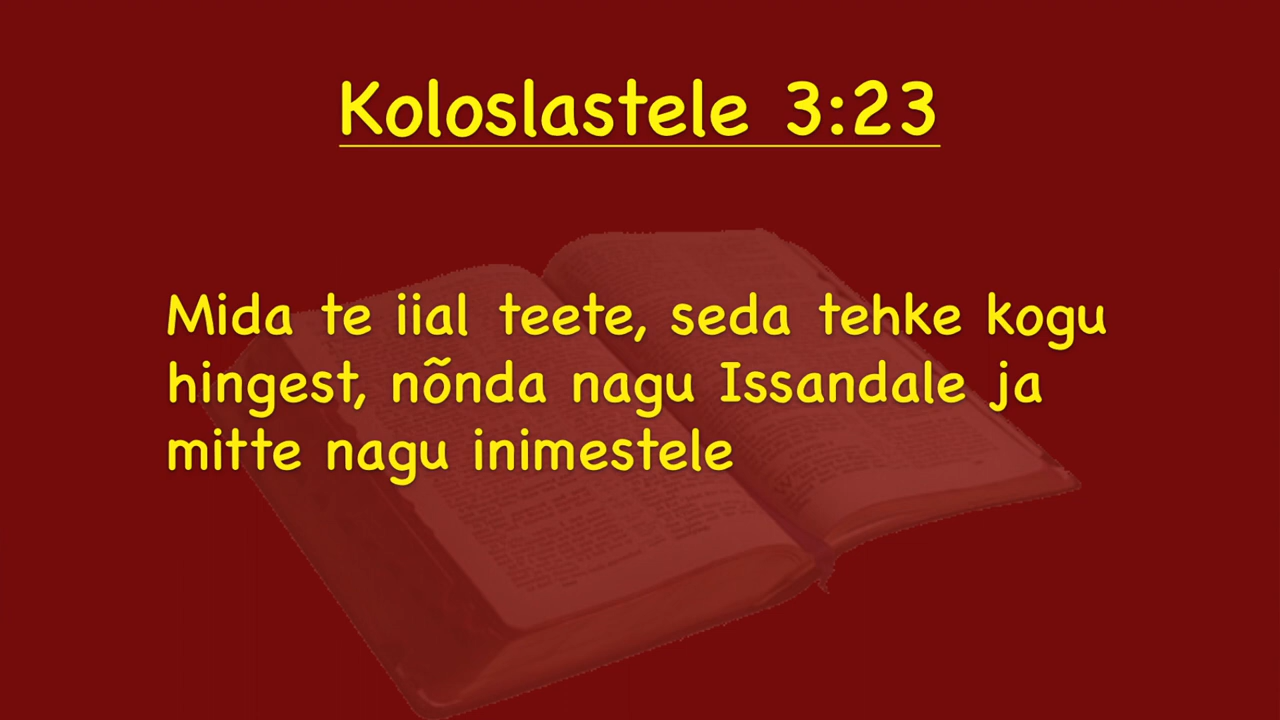 Koloslastele 3:23
Mida te iial teete, seda tehke kogu
hingest, nõnda nagu Issandale ja
mitte nagu inimestele